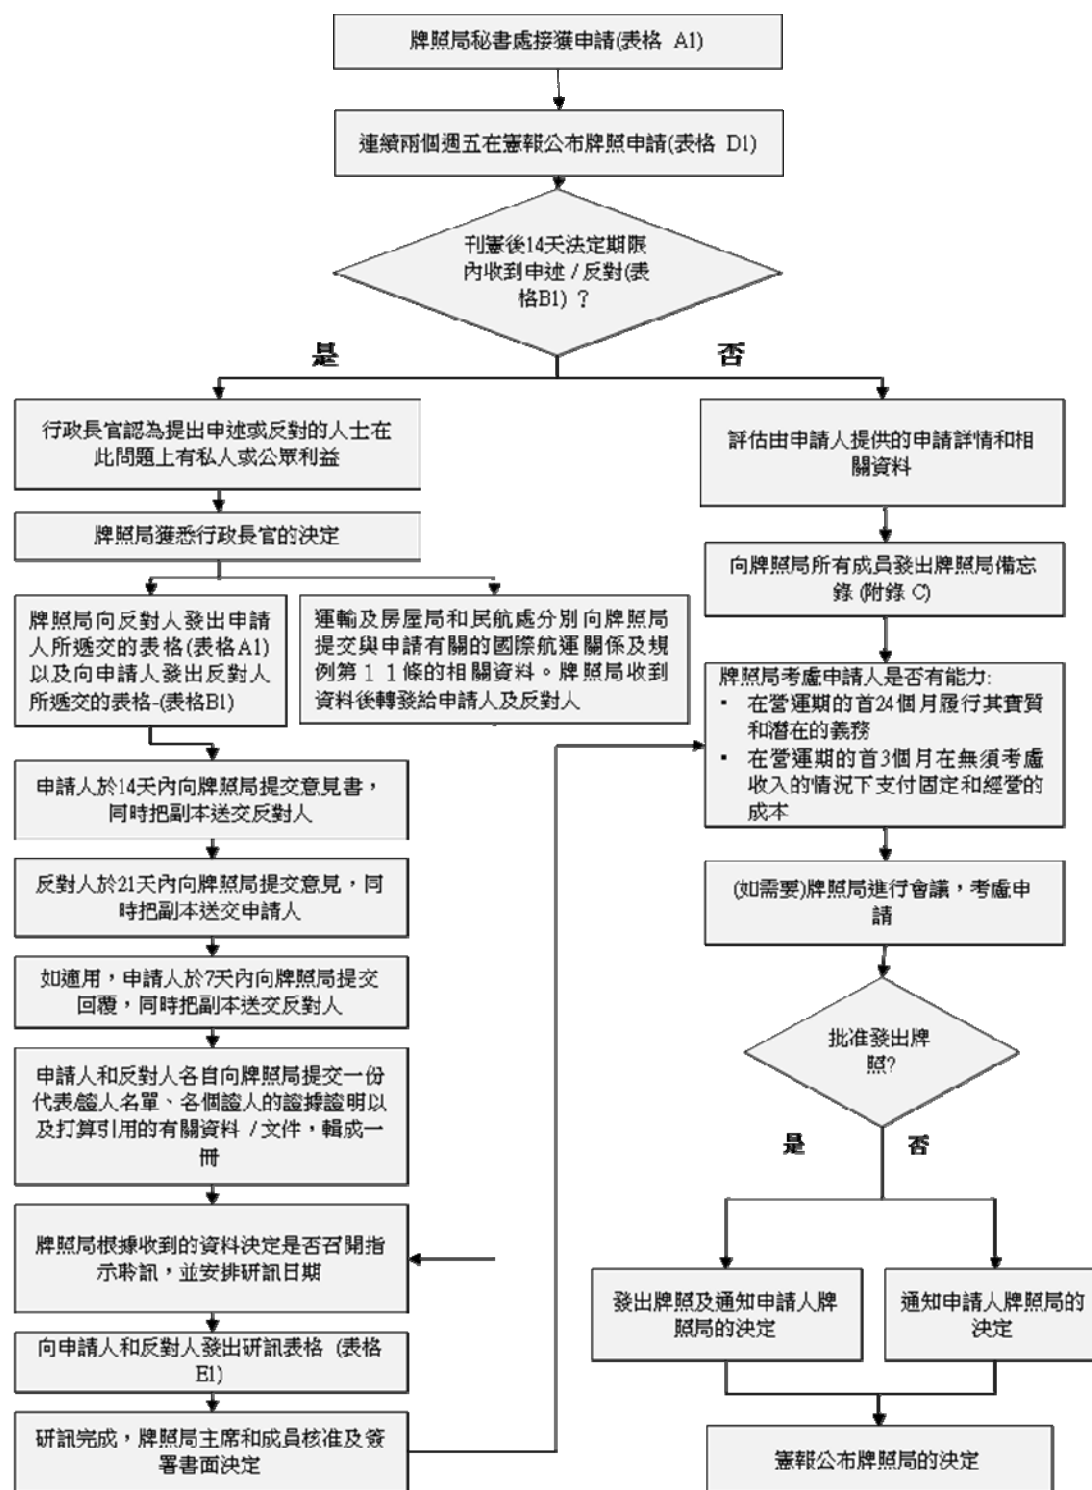 牌照局秘書處接獲申請(表格 A1)
連續兩個週五在憲報公布牌照申請(表格 D1)
刊憲後14天法定期限
內收到申述 / 反對(表
格B1) ?
是
否
行政長官認為提出申述或反對的人士在
此問題上有私人或公眾利益
牌照局獲悉行政長官的決定
牌照局向反對人發出申請
人所遞交的表格(表格A1)
以及向申請人發出反對人
所遞交的表格-(表格B1)
運輸及房屋局和民航處分別向牌照局
提交與申請有關的國際航運關係及規
例第１１條的相關資料。牌照局收到
資料後轉發給申請人及反對人
申請人於14天內向牌照局提交意見書，
同時把副本送交反對人
反對人於21天內向牌照局提交意見，同
時把副本送交申請人
如適用，申請人於7天內向牌照局提交
回覆，同時把副本送交反對人
申請人和反對人各自向牌照局提交一份
代表/證人名單、各個證人的證據證明以
及打算引用的有關資料 / 文件，輯成一
冊
牌照局根據收到的資料決定是否召開指
示聆訊，並安排研訊日期
向申請人和反對人發出研訊表格 (表格
E1)
研訊完成，牌照局主席和成員核准及簽
署書面決定
評估由申請人提供的申請詳情和相
關資料
向牌照局所有成員發出牌照局備忘
錄 (附錄 C)
牌照局考慮申請人是否有能力:
▪ 在營運期的首24個月履行其實質
和潛在的義務
▪ 在營運期的首3個月在無須考慮
收入的情況下支付固定和經營的
成本
(如需要)牌照局進行會議，考慮申
請
批准發出牌
照?
是
否
發出牌照及通知申請人牌
照局的決定
通知申請人牌照局的
決定
憲報公布牌照局的決定